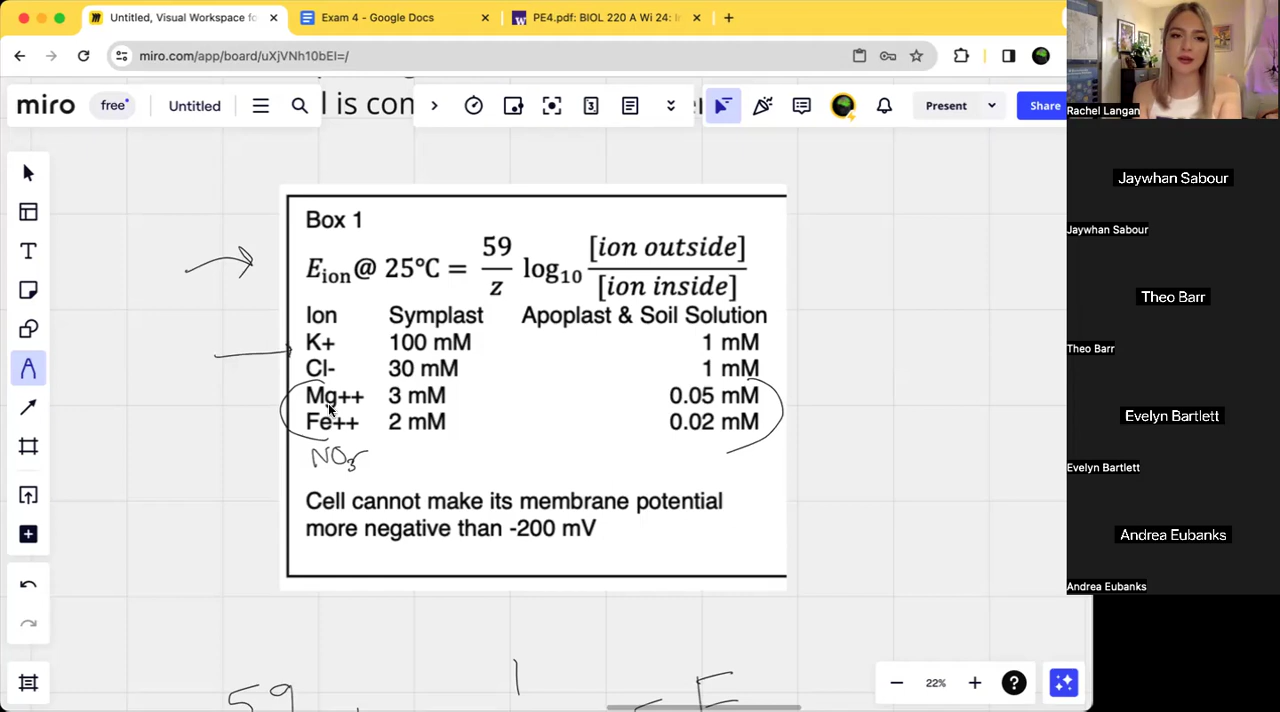 Untitled, Visual Workspace fo
Exam 4 - Google Docs
PE4.pdf: BIOL 220 A Wi 24: I
miro.com/app/board/uXjVNh10bEI=/
miro
free
Untitled
l is con
Present
Share
Box 1
E_ion@ 25℃ = 59/z log₁₀ [ion outside]/[ion inside]
Ion Symplast Apoplast & Soil Solution
K+ 100 mM 1 mM
Cl- 30 mM 1 mM
Mg++ 3 mM 0.05 mM
Fe++ 2 mM 0.02 mM
NO3-
Cell cannot make its membrane potential
more negative than -200 mV
59
E
22%
Rachel Langan
Jaywhan Sabour
Jaywhan Sabour
Theo Barr
Theo Barr
Evelyn Bartlett
Evelyn Bartlett
Andrea Eubanks
Andrea Eubanks